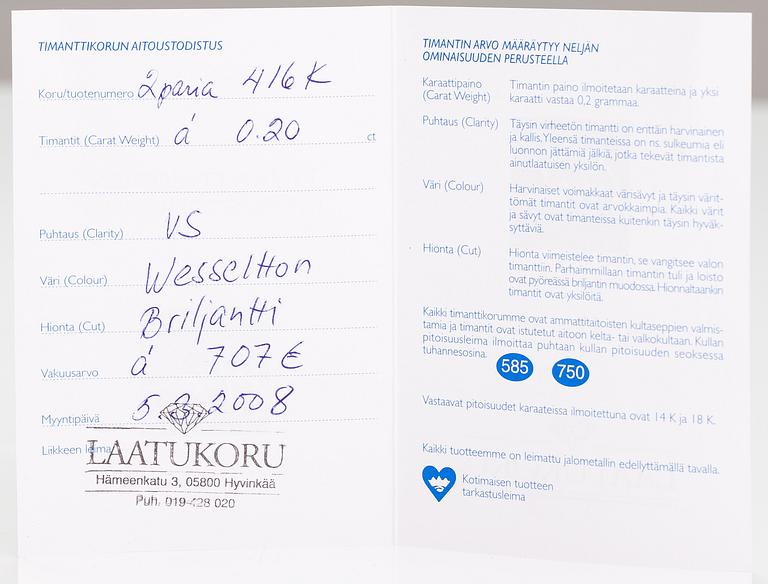 TIMANTTIKORUN AITOUSTODISTUS
Koru/tuotenumero 2 paria 416 K
Timantit (Carat Weight) á 0.20 ct
Puhtaus (Clarity) VS
Väri (Colour) Wesselton
Hionta (Cut) Briljantti
Vakuusarvo á 707 €
Myyntipäivä 5. .2008
Liikkeen leima
LAATUKORU
Hämeenkatu 3, 05800 Hyvinkää
Puh. 019-428 020
TIMANTIN ARVO MÄÄRÄYTYY NELJÄN
OMINAISUUDEN PERUSTEELLA
Karaattipaino
(Carat Weight)
Timantin paino ilmoitetaan karaatteina ja yksi
karaatti vastaa 0,2 grammaa.
Puhtaus (Clarity)
Täysin virheetön timantti on erittäin harvinainen
ja kallis. Yleensä timanteissa on ns. sulkeumia eli
luonnon jättämiä jälkiä, jotka tekevät timantista
ainutlaatuisen yksilön.
Väri (Colour)
Harvinaiset voimakkaat värisävyt ja täysin värit-
tömät timantit ovat arvokkaimpia. Kaikki värit
ja sävyt ovat timanteissa kuitenkin täysin hyväk-
syttäviä.
Hionta (Cut)
Hionta viimeistelee timantin, se vangitsee valon
timanttiin. Parhaimmillaan timantin tuli ja loisto
ovat pyöreässä briljantin muodossa. Hionnaltaankin
timantit ovat yksilöitä.
Kaikki timanttikorumme ovat ammattitaitoisten kultaseppien valmis-
tamia ja timantit ovat istutetut aitoon kelta- tai valkokultaan. Kullan
pitoisuusleima ilmoittaa puhtaan kullan pitoisuuden seoksessa
tuhannesosina. 585 750
Vastaavat pitoisuudet karaateissa ilmoitettuna ovat 14 K ja 18 K.
Kaikki tuotteemme on leimattu jalometallin edellyttämällä tavalla.
Kotimaisen tuotteen
tarkastusleima